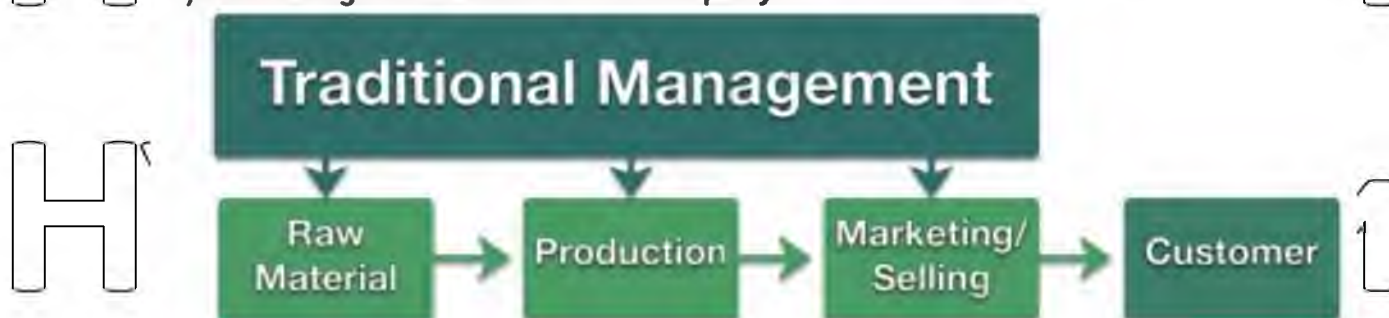 Traditional Management
Raw
Material
Production
Marketing/
Selling
Customer